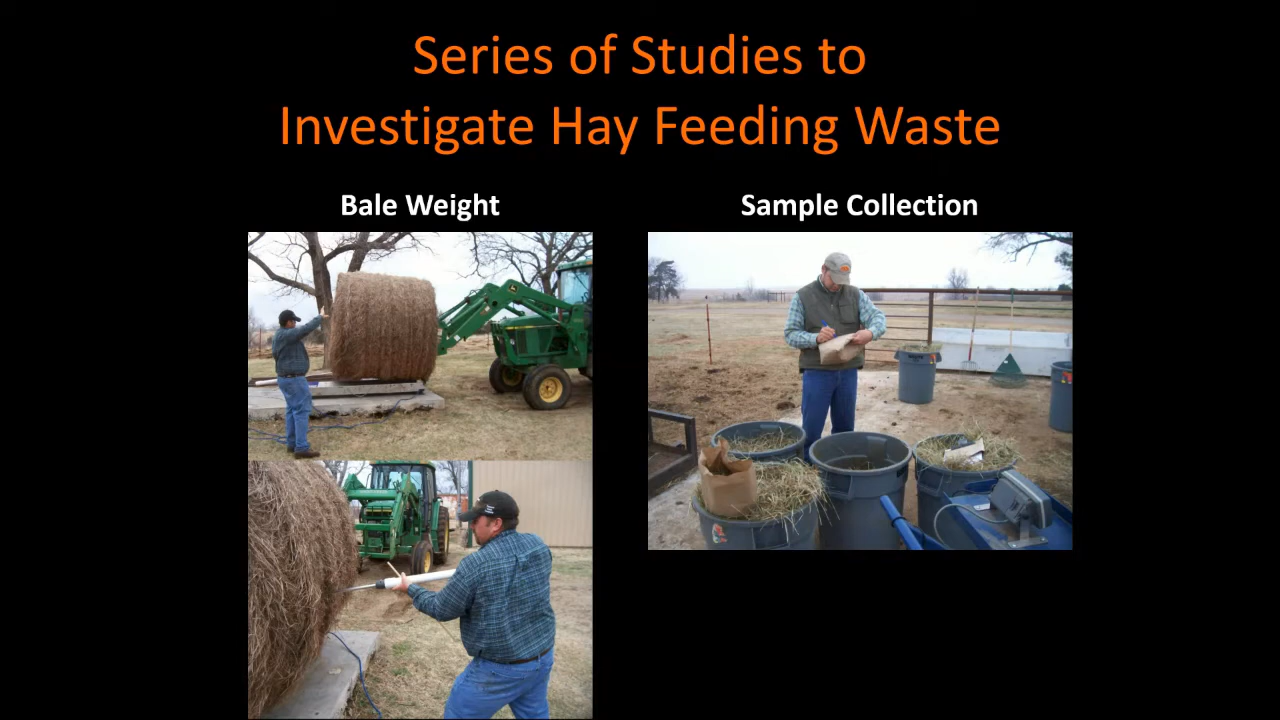 Series of Studies to
Investigate Hay Feeding Waste
Bale Weight
Sample Collection